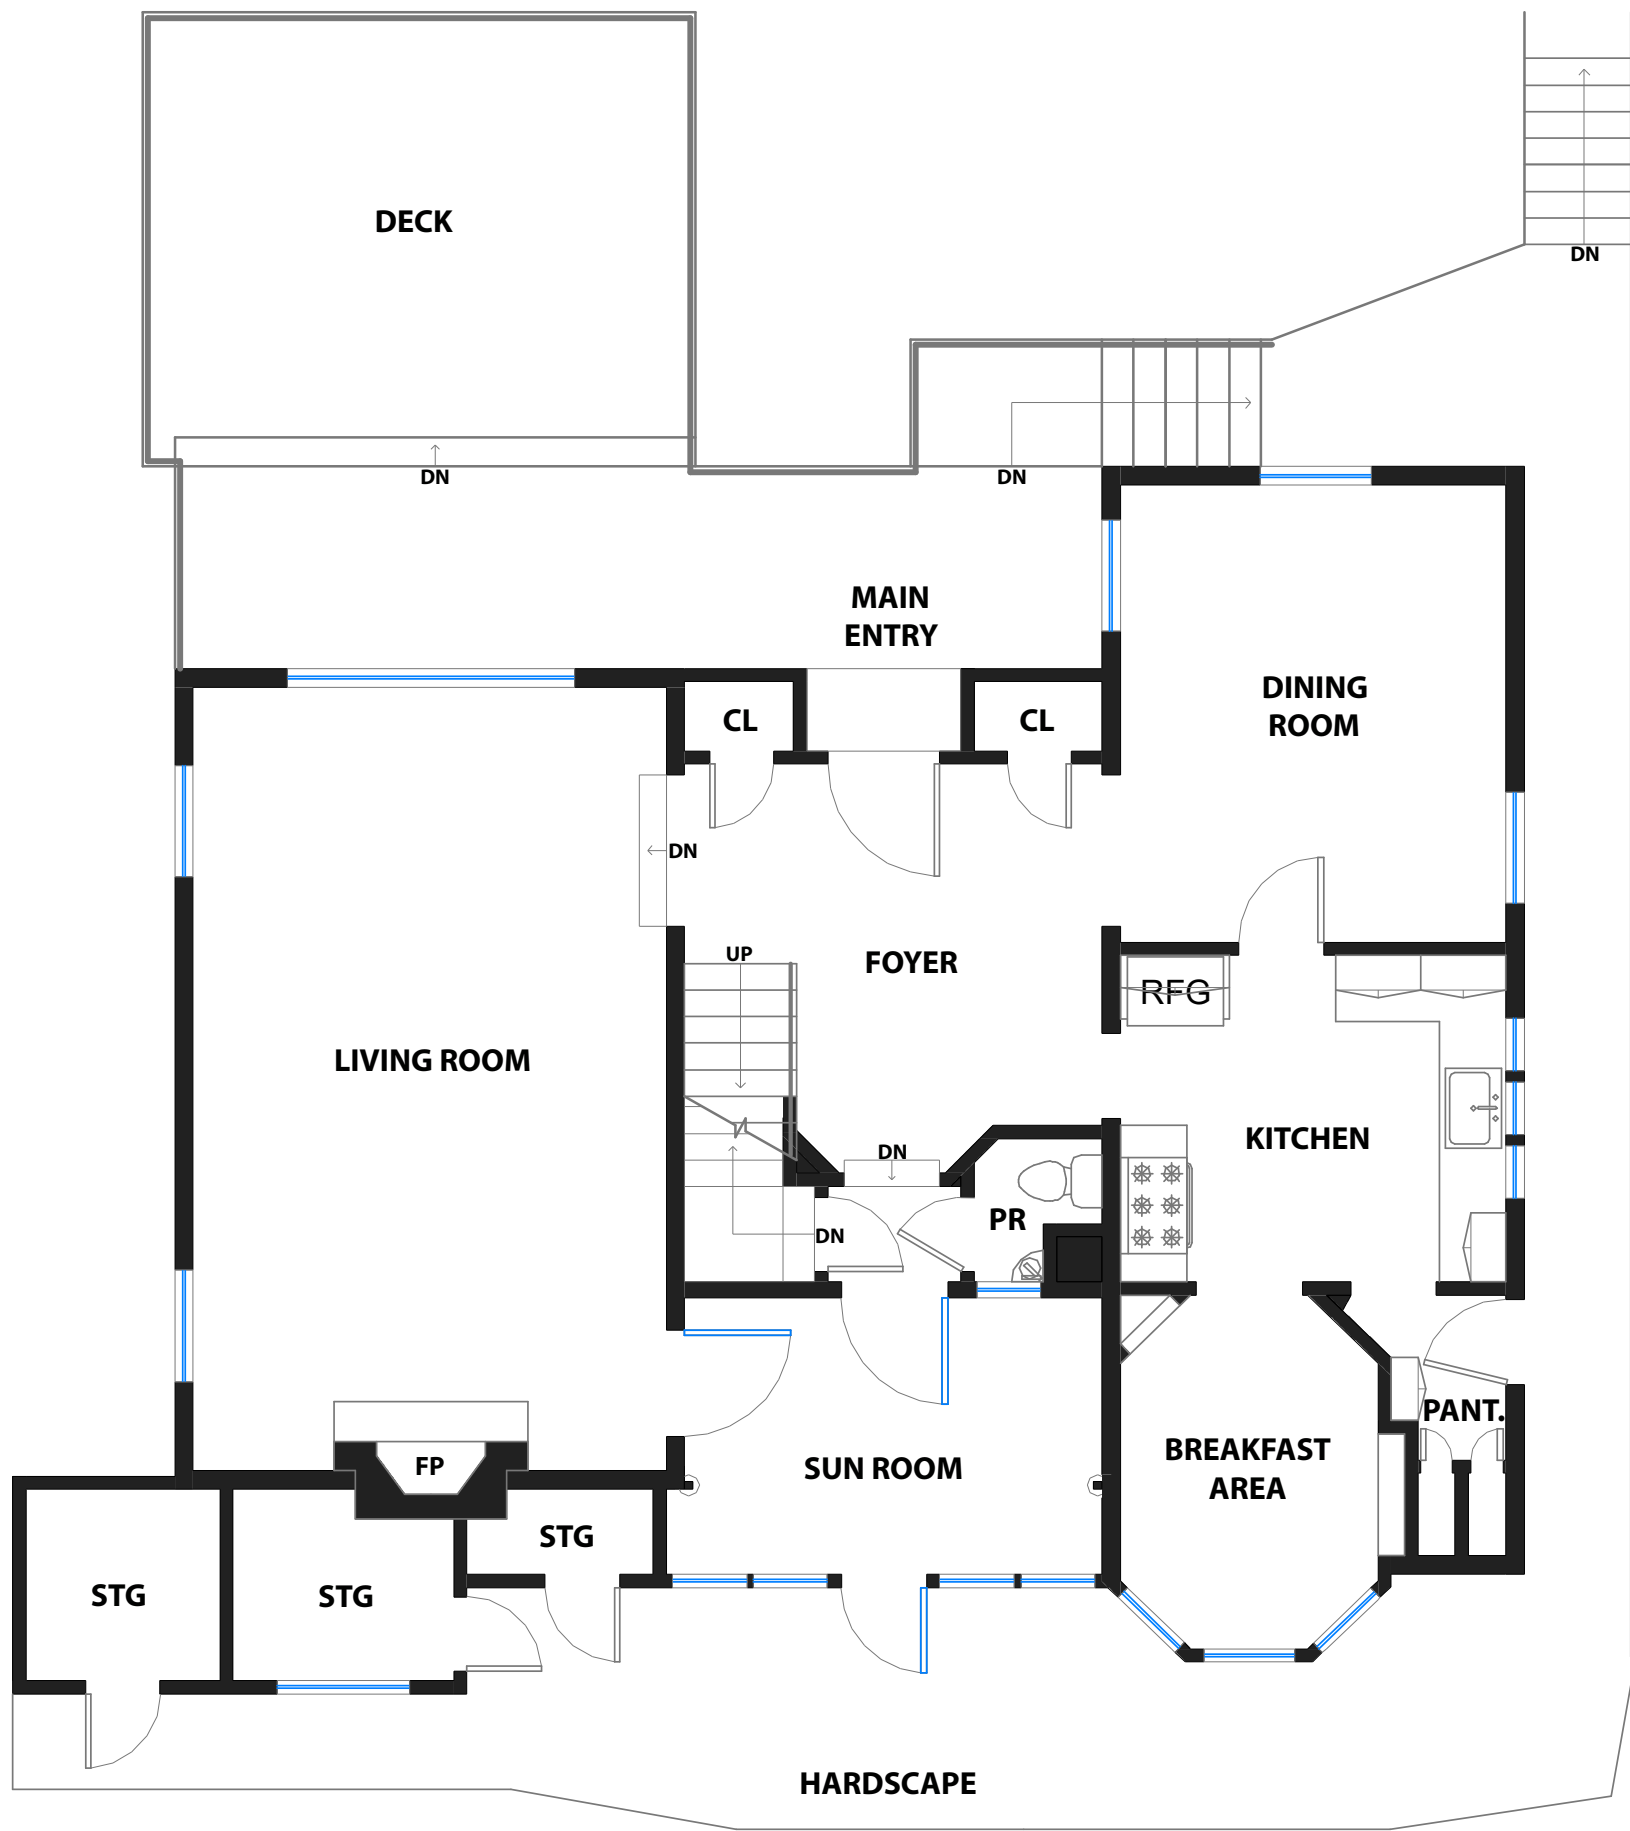 DECK
DN
DN
DN
MAIN
ENTRY
DINING
ROOM
CL
CL
DN
UP
FOYER
RFG
LIVING ROOM
KITCHEN
DN
PR
DN
PANT.
BREAKFAST
AREA
FP
SUN ROOM
STG
STG
STG
HARDSCAPE